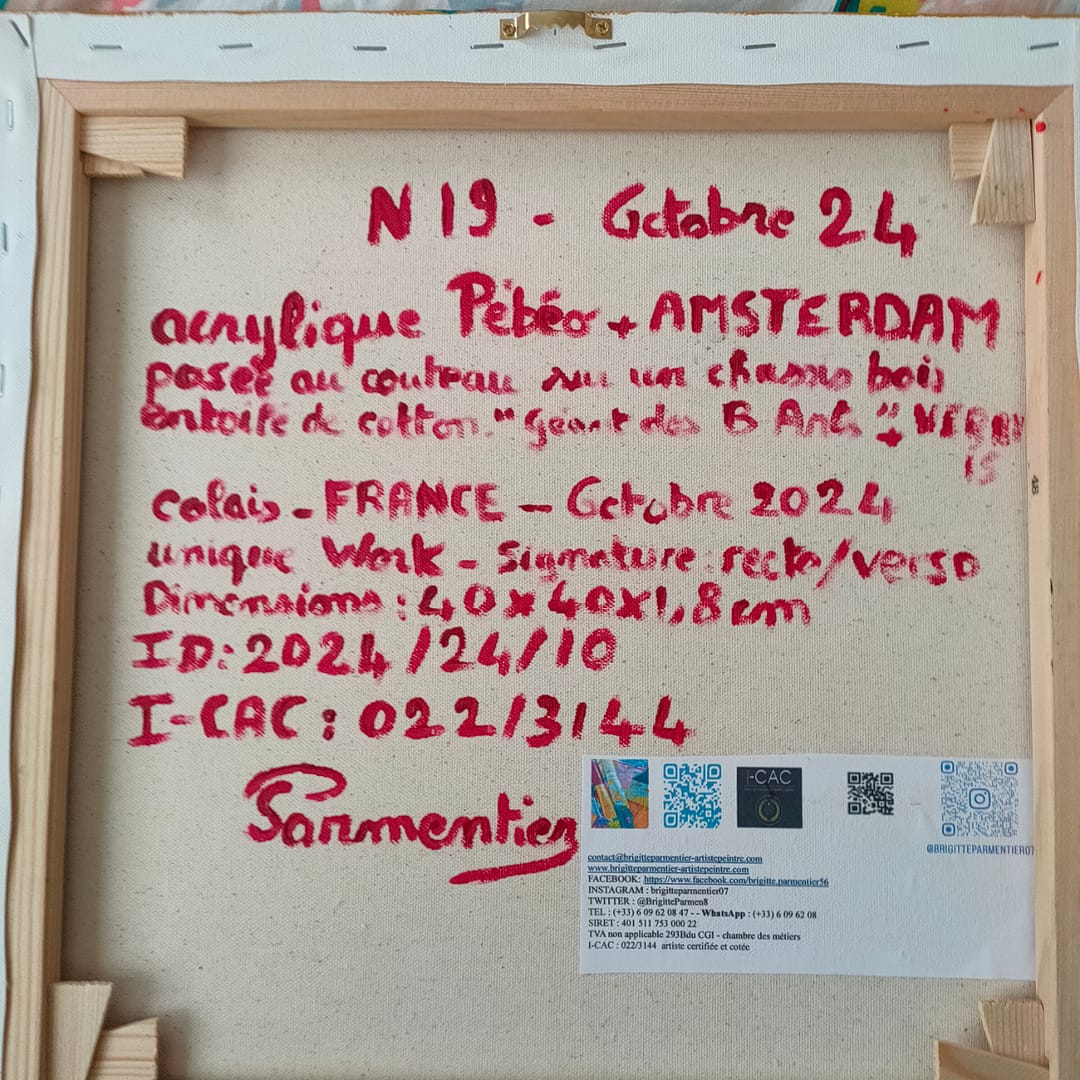 N 19 - Octobre 24
acrylique Pébéo + AMSTERDAM
posée au couteau sur un chassis bois
entoilé de cotton. "Géant des B Arts" + VERN
IS
Calais - FRANCE - Octobre 2024
unique Work - Signature recto/verso
Dimensions : 40 x 40 x 1,8 cm
ID: 2024/24/10
I-CAC : 022/3144
Parmentier
I-CAC
@BRIGITTEPARMENTIER07
contact@brigitteparmentier-artistepeintre.com
www.brigitteparmentier-artistepeintre.com
FACEBOOK: https://www.facebook.com/brigitte.parmentier56
INSTAGRAM : brigitteparmentier07
TWITTER : @BrigitteParmen8
TEL : (+33) 6 09 62 08 47 - - WhatsApp : (+33) 6 09 62 08
SIRET : 401 511 753 000 22
TVA non applicable 293Bdu CGI - chambre des métiers
I-CAC : 022/3144 artiste certifiée et cotée
48